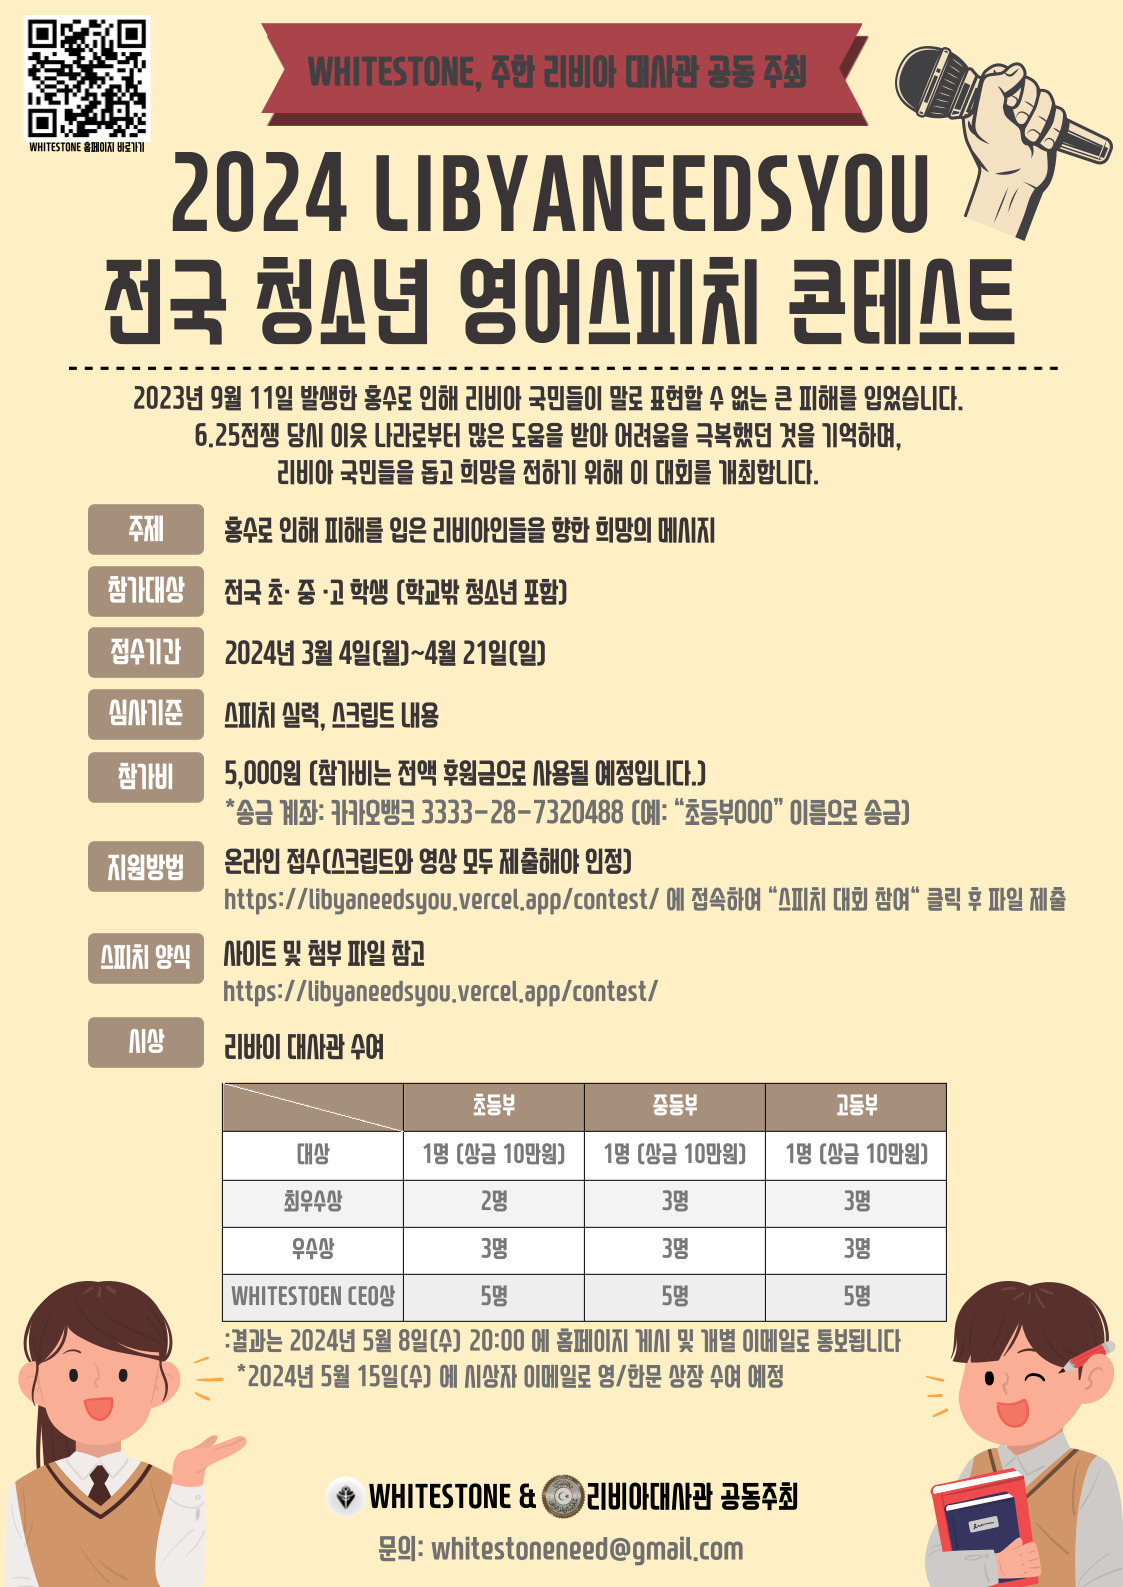 WHITESTONE, 주한 리비아 대사관 공동 주최
WHITESTONE 홈페이지 바로가기
2024 LIBYANEEDSYOU
전국 청소년 영어스피치 콘테스트
2023년 9월 11일 발생한 홍수로 인해 리비아 국민들이 말로 표현할 수 없는 큰 피해를 입었습니다.
6.25전쟁 당시 이웃 나라로부터 많은 도움을 받아 어려움을 극복했던 것을 기억하며,
리비아 국민들을 돕고 희망을 전하기 위해 이 대회를 개최합니다.
주제
홍수로 인해 피해를 입은 리비아인들을 향한 희망의 메시지
참가대상
전국 초· 중 ·고 학생 (학교밖 청소년 포함)
접수기간
2024년 3월 4일(월)~4월 21일(일)
심사기준
스피치 실력, 스크립트 내용
참가비
5,000원 (참가비는 전액 후원금으로 사용될 예정입니다.)
*송금 계좌: 카카오뱅크 3333-28-7320488 (예: “초등부000” 이름으로 송금)
지원방법
온라인 접수(스크립트와 영상 모두 제출해야 인정)
https://libyaneedsyou.vercel.app/contest/ 에 접속하여 “스피치 대회 참여“ 클릭 후 파일 제출
스피치 양식
사이트 및 첨부 파일 참고
https://libyaneedsyou.vercel.app/contest/
시상
리바이 대사관 수여
초등부 중등부 고등부
대상 1명 (상금 10만원) 1명 (상금 10만원) 1명 (상금 10만원)
최우수상 2명 3명 3명
우수상 3명 3명 3명
WHITESTOEN CEO상 5명 5명 5명
:결과는 2024년 5월 8일(수) 20:00 에 홈페이지 게시 및 개별 이메일로 통보됩니다
*2024년 5월 15일(수) 에 시상자 이메일로 영/한문 상장 수여 예정
WHITESTONE & 리비아대사관 공동주최
문의: whitestoneneed@gmail.com